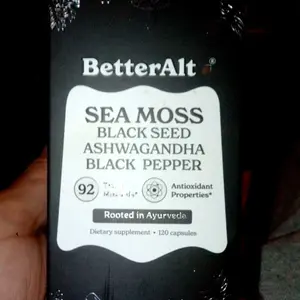 BetterAlt
SEA MOSS
BLACK SEED
ASHWAGANDHA
BLACK PEPPER
92
Antioxidant
Properties*
Rooted in Ayurveda
Dietary supplement • 120 capsules